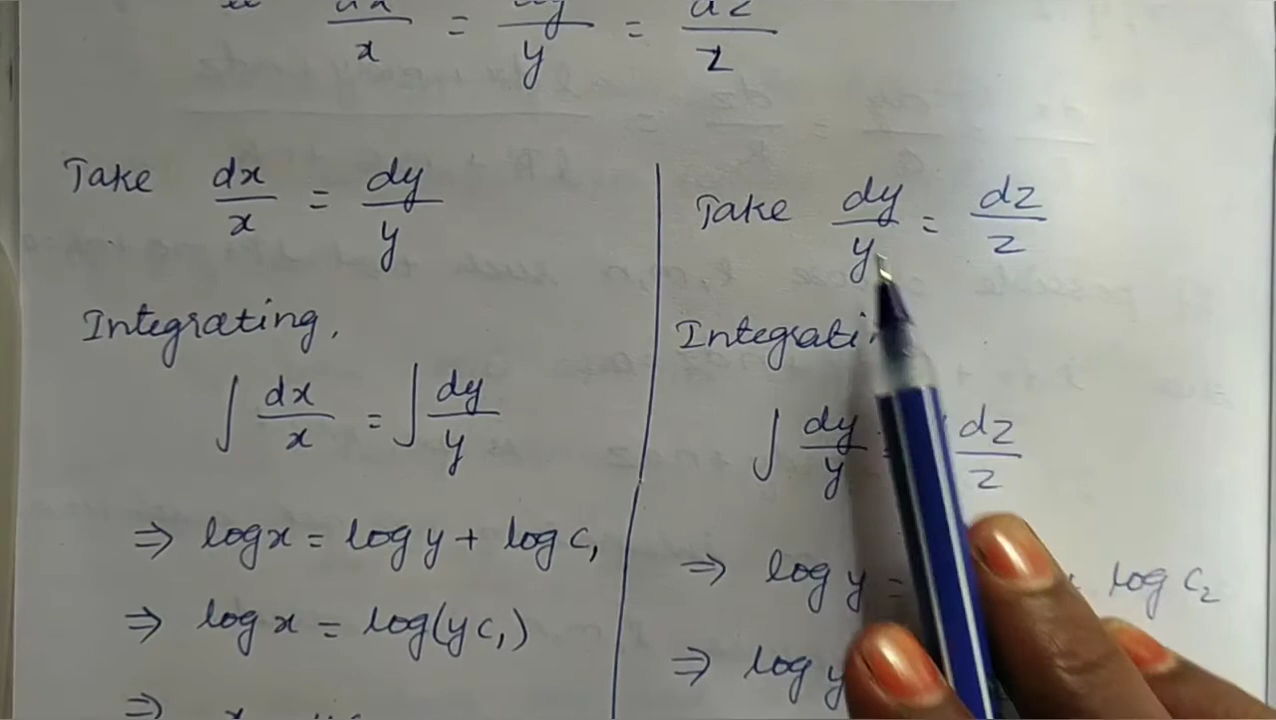 dx/x = dy/y = dz/z
Take dx/x = dy/y
Integrating,
∫ dx/x = ∫ dy/y
⇒ log x = log y + log c₁
⇒ log x = log(y c₁)
⇒
Take dy/y = dz/z
Integrati
∫ dy/y = dz/z
⇒ log y = log c₂
⇒ log y